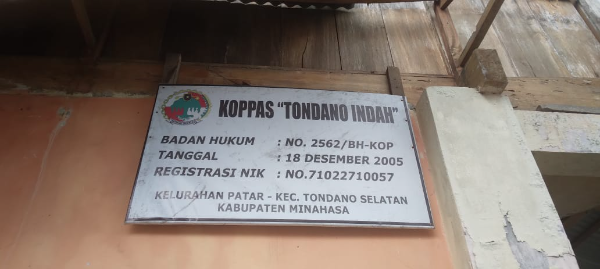 KOPPAS "TONDANO INDAH"
BADAN HUKUM : NO. 2562/BH-KOP
TANGGAL : 18 DESEMBER 2005
REGISTRASI NIK : NO.71022710057
KELURAHAN PATAR - KEC. TONDANO SELATAN
KABUPATEN MINAHASA